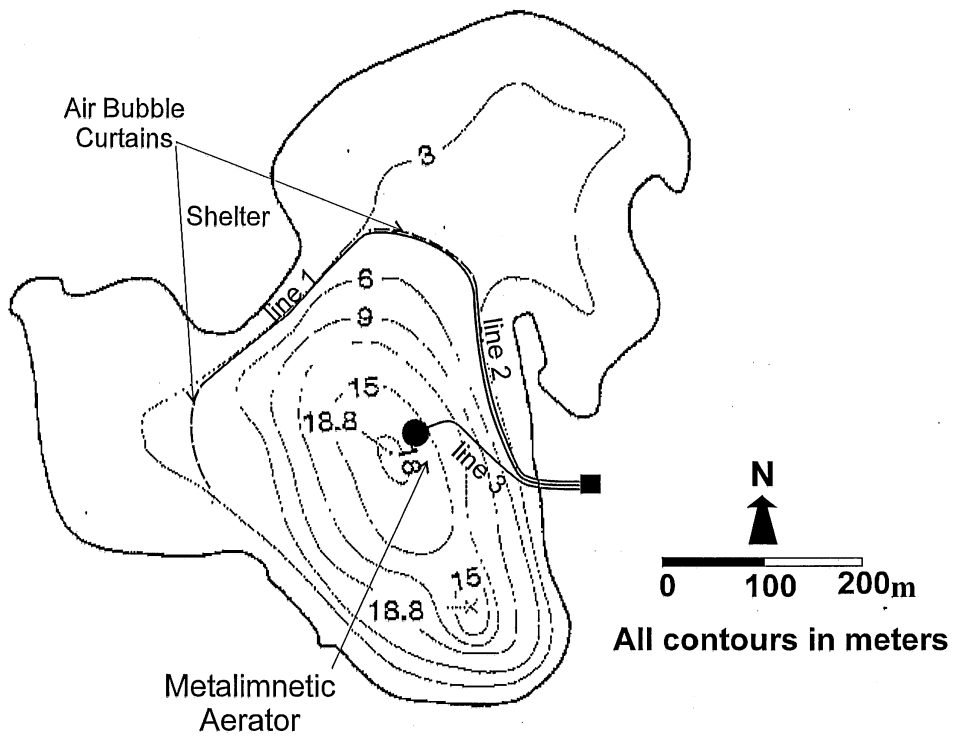 Air Bubble
Curtains
3
Shelter
line 1
6
9
line 2
15
18.8
18
line 3
N
15
18.8
0 100 200m
All contours in meters
Metalimnetic
Aerator